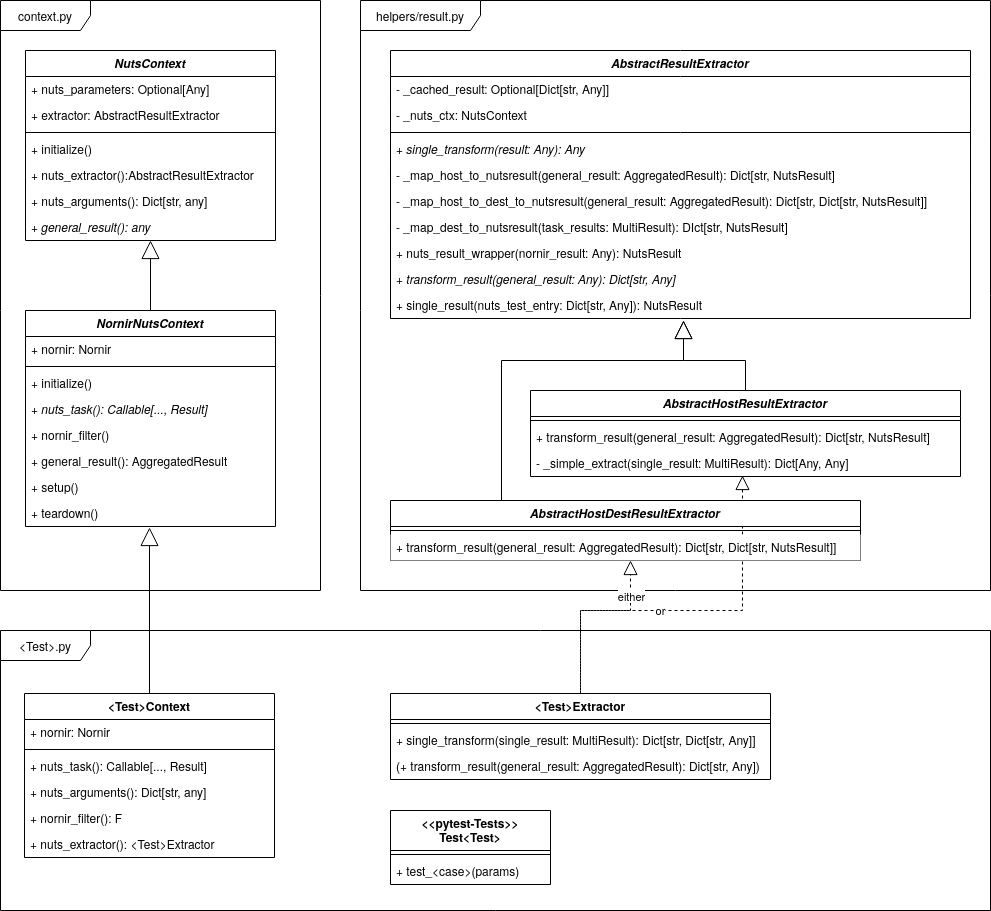 context.py
NutsContext
+ nuts_parameters: Optional[Any]
+ extractor: AbstractResultExtractor
+ initialize()
+ nuts_extractor():AbstractResultExtractor
+ nuts_arguments(): Dict[str, any]
+ general_result(): any
NornirNutsContext
+ nornir: Nornir
+ initialize()
+ nuts_task(): Callable[..., Result]
+ nornir_filter()
+ general_result(): AggregatedResult
+ setup()
+ teardown()
helpers/result.py
AbstractResultExtractor
- _cached_result: Optional[Dict[str, Any]]
- _nuts_ctx: NutsContext
+ single_transform(result: Any): Any
- _map_host_to_nutsresult(general_result: AggregatedResult): Dict[str, NutsResult]
- _map_host_to_dest_to_nutsresult(general_result: AggregatedResult): Dict[str, Dict[str, NutsResult]]
- _map_dest_to_nutsresult(task_results: MultiResult): DIct[str, NutsResult]
+ nuts_result_wrapper(nornir_result: Any): NutsResult
+ transform_result(general_result: Any): Dict[str, Any]
+ single_result(nuts_test_entry: Dict[str, Any]): NutsResult
AbstractHostResultExtractor
+ transform_result(general_result: AggregatedResult): Dict[str, NutsResult]
- _simple_extract(single_result: MultiResult): Dict[Any, Any]
AbstractHostDestResultExtractor
+ transform_result(general_result: AggregatedResult): Dict[str, Dict[str, NutsResult]]
either
or
<Test>.py
<Test>Context
+ nornir: Nornir
+ nuts_task(): Callable[..., Result]
+ nuts_arguments(): Dict[str, any]
+ nornir_filter(): F
+ nuts_extractor(): <Test>Extractor
<Test>Extractor
+ single_transform(single_result: MultiResult): Dict[str, Dict[str, Any]]
(+ transform_result(general_result: AggregatedResult): Dict[str, Any])
<<pytest-Tests>>
Test<Test>
+ test_<case>(params)